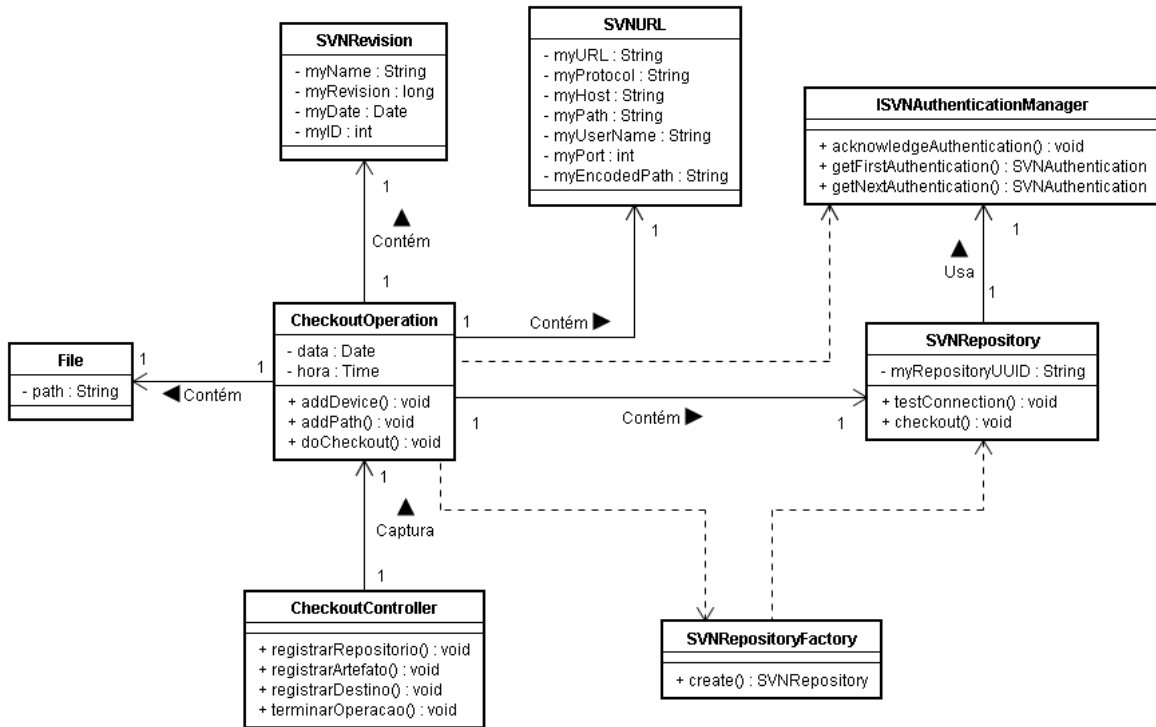 SVNRevision
- myName : String
- myRevision : long
- myDate : Date
- myID : int
SVNURL
- myURL : String
- myProtocol : String
- myHost : String
- myPath : String
- myUserName : String
- myPort : int
- myEncodedPath : String
ISVNAuthenticationManager
+ acknowledgeAuthentication() : void
+ getFirstAuthentication() : SVNAuthentication
+ getNextAuthentication() : SVNAuthentication
1
Contém
1
1
Contém
1
1
Usa
1
File
- path : String
1
Contém
1
CheckoutOperation
- data : Date
- hora : Time
+ addDevice() : void
+ addPath() : void
+ doCheckout() : void
1
Contém
1
SVNRepository
- myRepositoryUUID : String
+ testConnection() : void
+ checkout() : void
1
Captura
1
CheckoutController
+ registrarRepositorio() : void
+ registrarArtefato() : void
+ registrarDestino() : void
+ terminarOperacao() : void
SVNRepositoryFactory
+ create() : SVNRepository